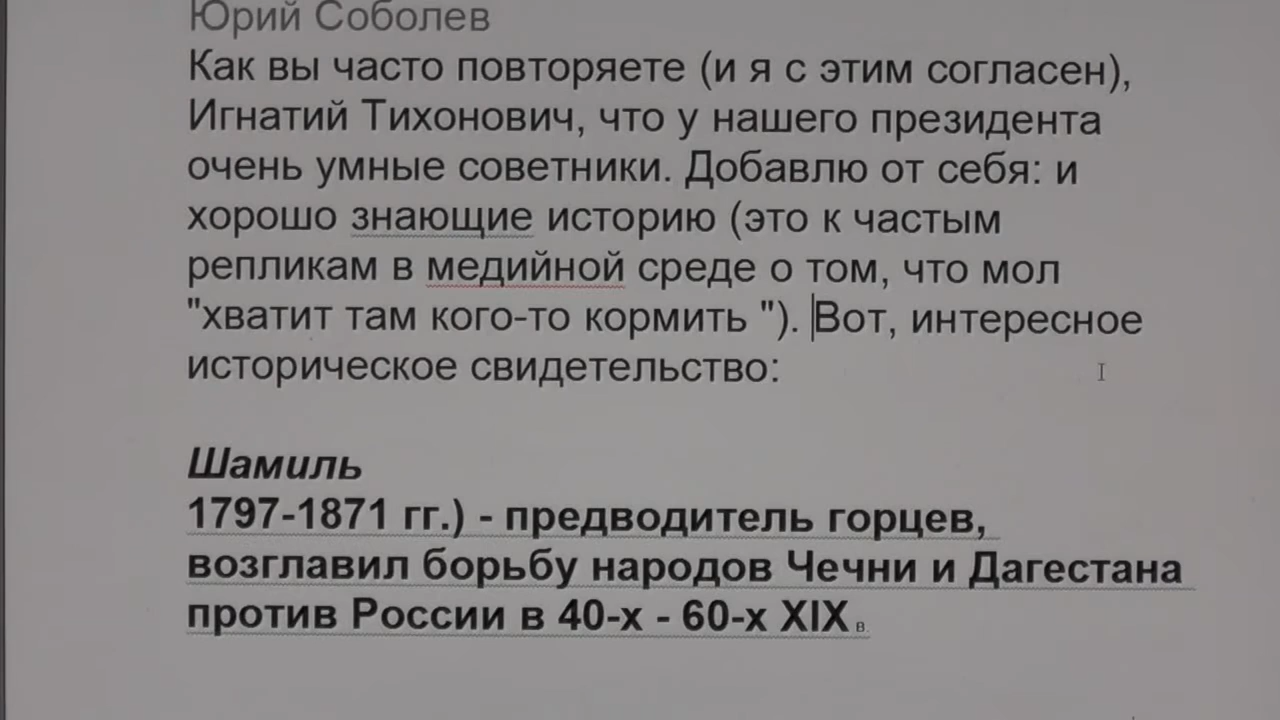 Юрий Соболев
Как вы часто повторяете (и я с этим согласен),
Игнатий Тихонович, что у нашего президента
очень умные советники. Добавлю от себя: и
хорошо знающие историю (это к частым
репликам в медийной среде о том, что мол
"хватит там кого-то кормить "). Вот, интересное
историческое свидетельство:
Шамиль
1797-1871 гг.) - предводитель горцев,
возглавил борьбу народов Чечни и Дагестана
против России в 40-х - 60-х XIX в.